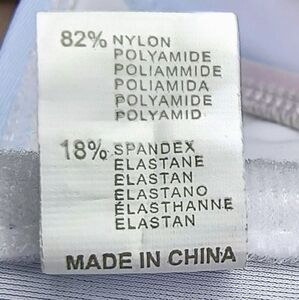 82% NYLON
POLYAMIDE
POLIAMMIDE
POLIAMIDA
POLYAMIDE
POLYAMID
18% SPANDEX
ELASTANE
ELASTAN
ELASTANO
ÉLASTHANNE
ELASTAN
MADE IN CHINA